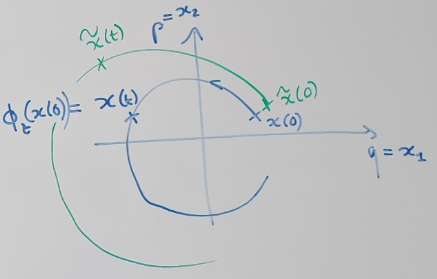 p = x₂
x̃(t)
x̃(0)
ϕₜ(x(0)) = x(t)
x(0)
q = x₁